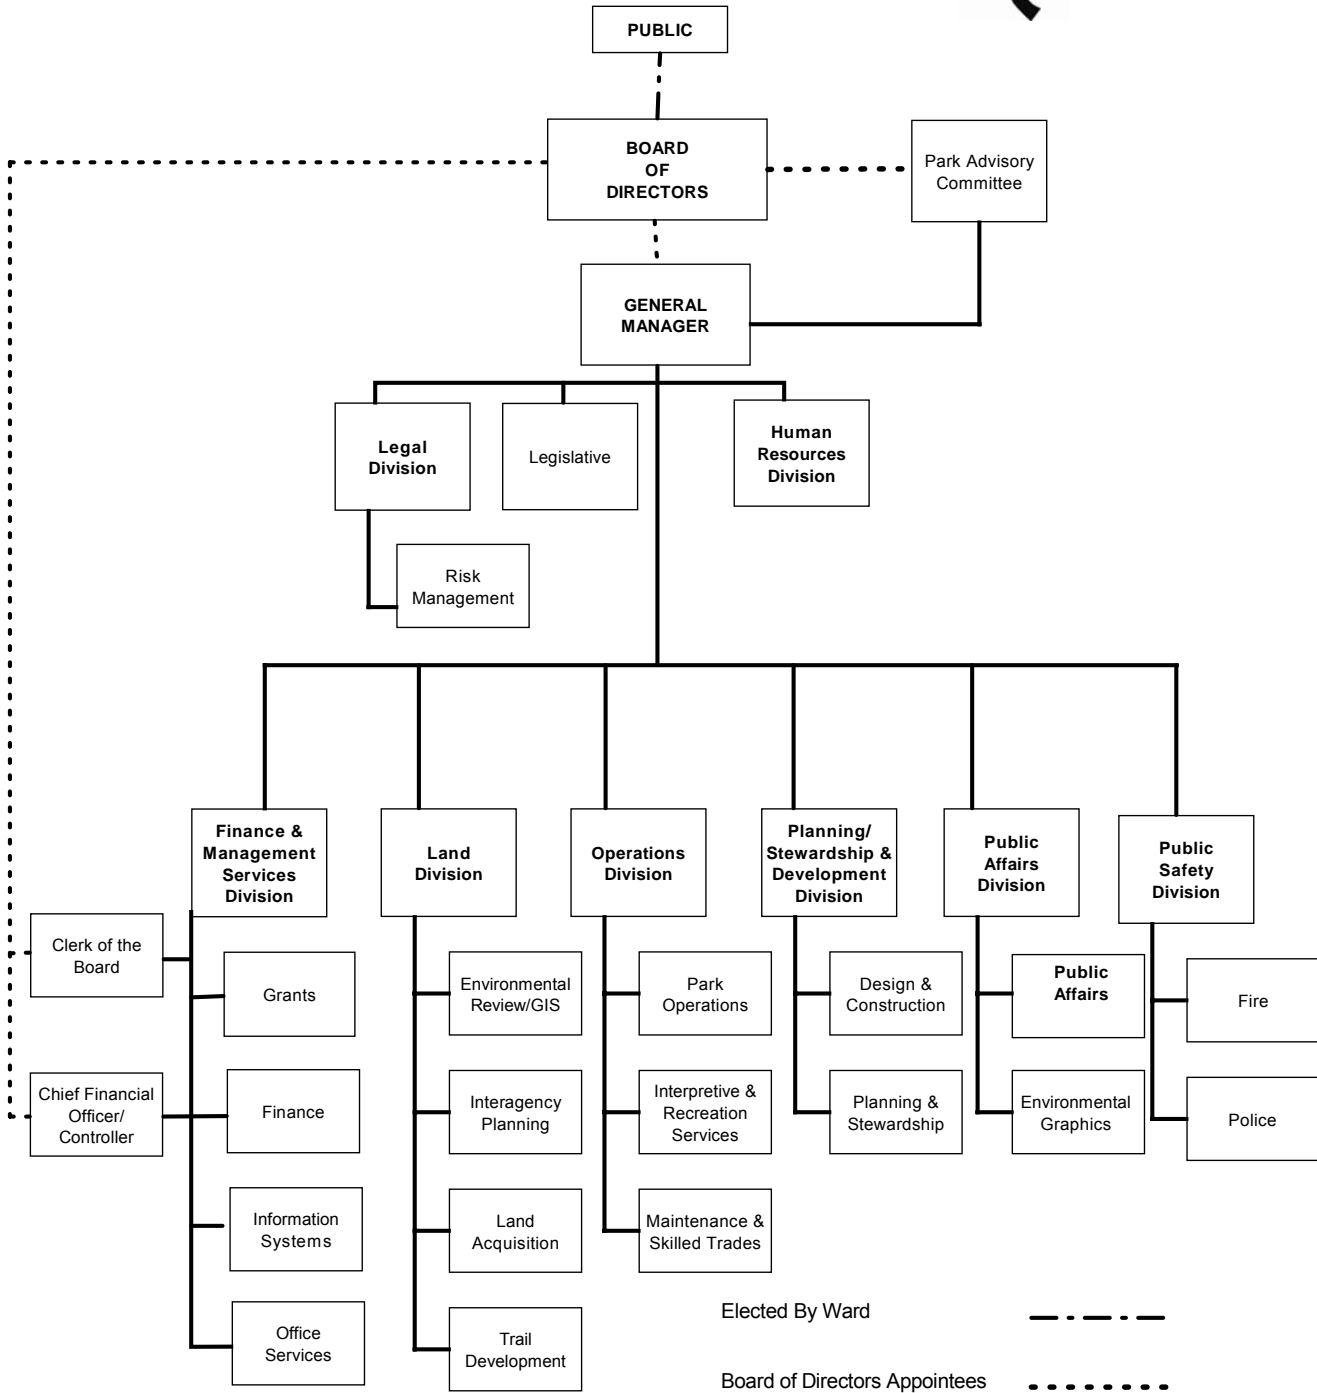 PUBLIC
BOARD
OF
DIRECTORS
Park Advisory
Committee
GENERAL
MANAGER
Legal
Division
Legislative
Human
Resources
Division
Risk
Management
Finance &
Management
Services
Division
Land
Division
Operations
Division
Planning/
Stewardship &
Development
Division
Public
Affairs
Division
Public
Safety
Division
Clerk of the
Board
Grants
Environmental
Review/GIS
Park
Operations
Design &
Construction
Public
Affairs
Fire
Chief Financial
Officer/
Controller
Finance
Interagency
Planning
Interpretive &
Recreation
Services
Planning &
Stewardship
Environmental
Graphics
Police
Information
Systems
Land
Acquisition
Maintenance &
Skilled Trades
Office
Services
Trail
Development
Elected By Ward
Board of Directors Appointees